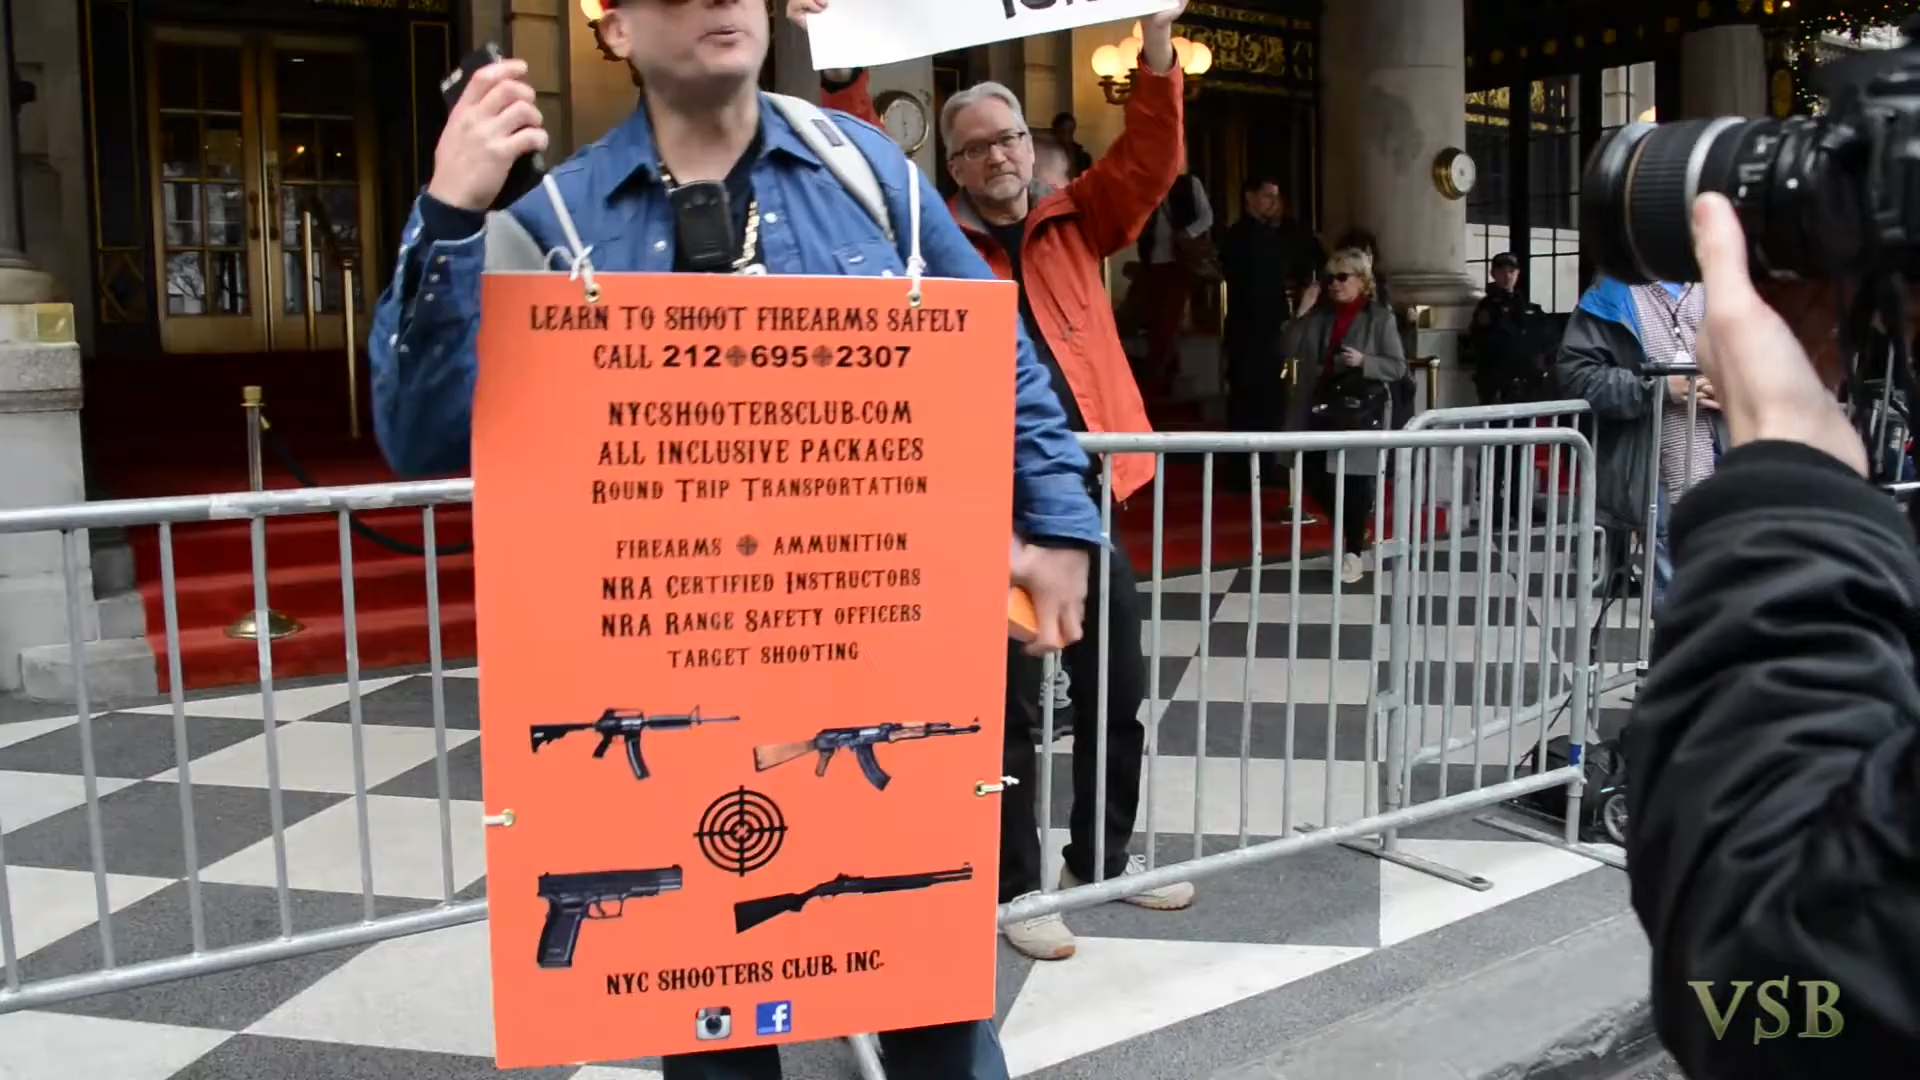 LEARN TO SHOOT FIREARMS SAFELY
CALL 212 695 2307
NYCSHOOTERSCLUB.COM
ALL INCLUSIVE PACKAGES
ROUND TRIP TRANSPORTATION
FIREARMS AMMUNITION
NRA CERTIFIED INSTRUCTORS
NRA RANGE SAFETY OFFICERS
TARGET SHOOTING
NYC SHOOTERS CLUB, INC.
f
VSB